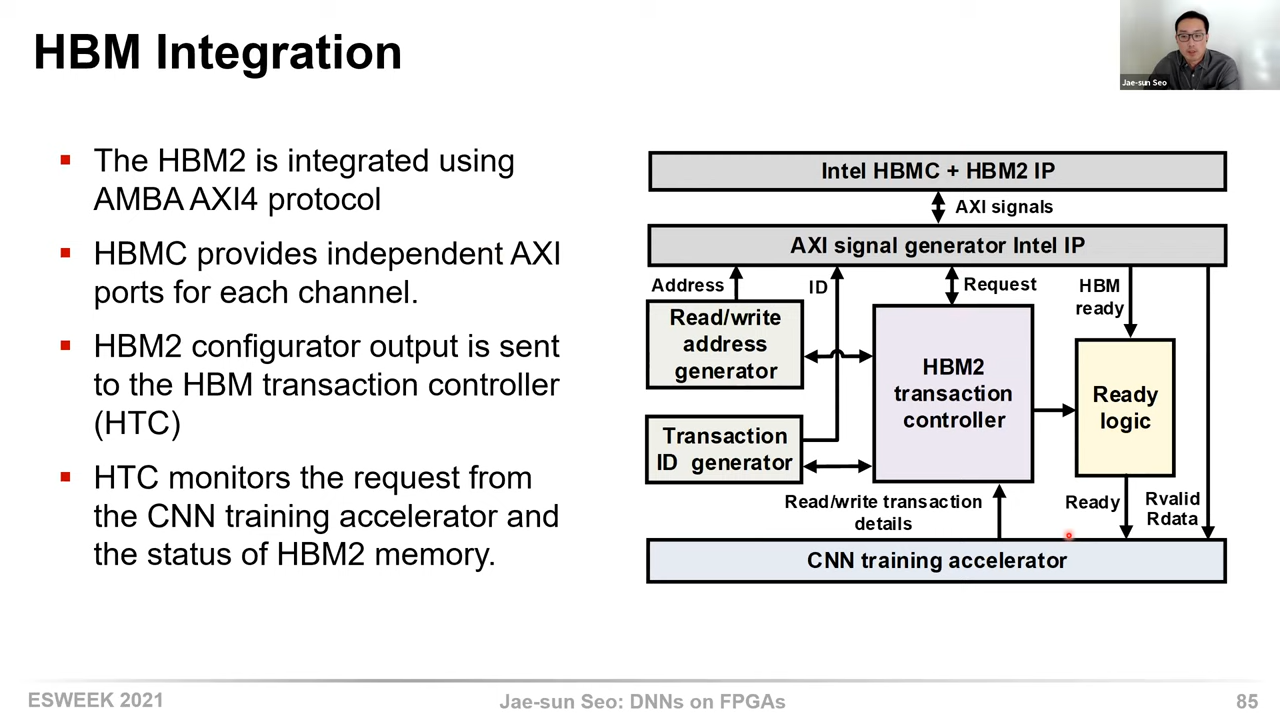 HBM Integration
Jae-sun Seo
The HBM2 is integrated using
AMBA AXI4 protocol
HBMC provides independent AXI
ports for each channel.
HBM2 configurator output is sent
to the HBM transaction controller
(HTC)
HTC monitors the request from
the CNN training accelerator and
the status of HBM2 memory.
Intel HBMC + HBM2 IP
AXI signals
AXI signal generator Intel IP
Address
ID
Request
HBM
ready
Read/write
address
generator
HBM2
transaction
controller
Ready
logic
Transaction
ID generator
Read/write transaction
details
Ready
Rvalid
Rdata
CNN training accelerator
ESWEEK 2021
Jae-sun Seo: DNNs on FPGAs
85